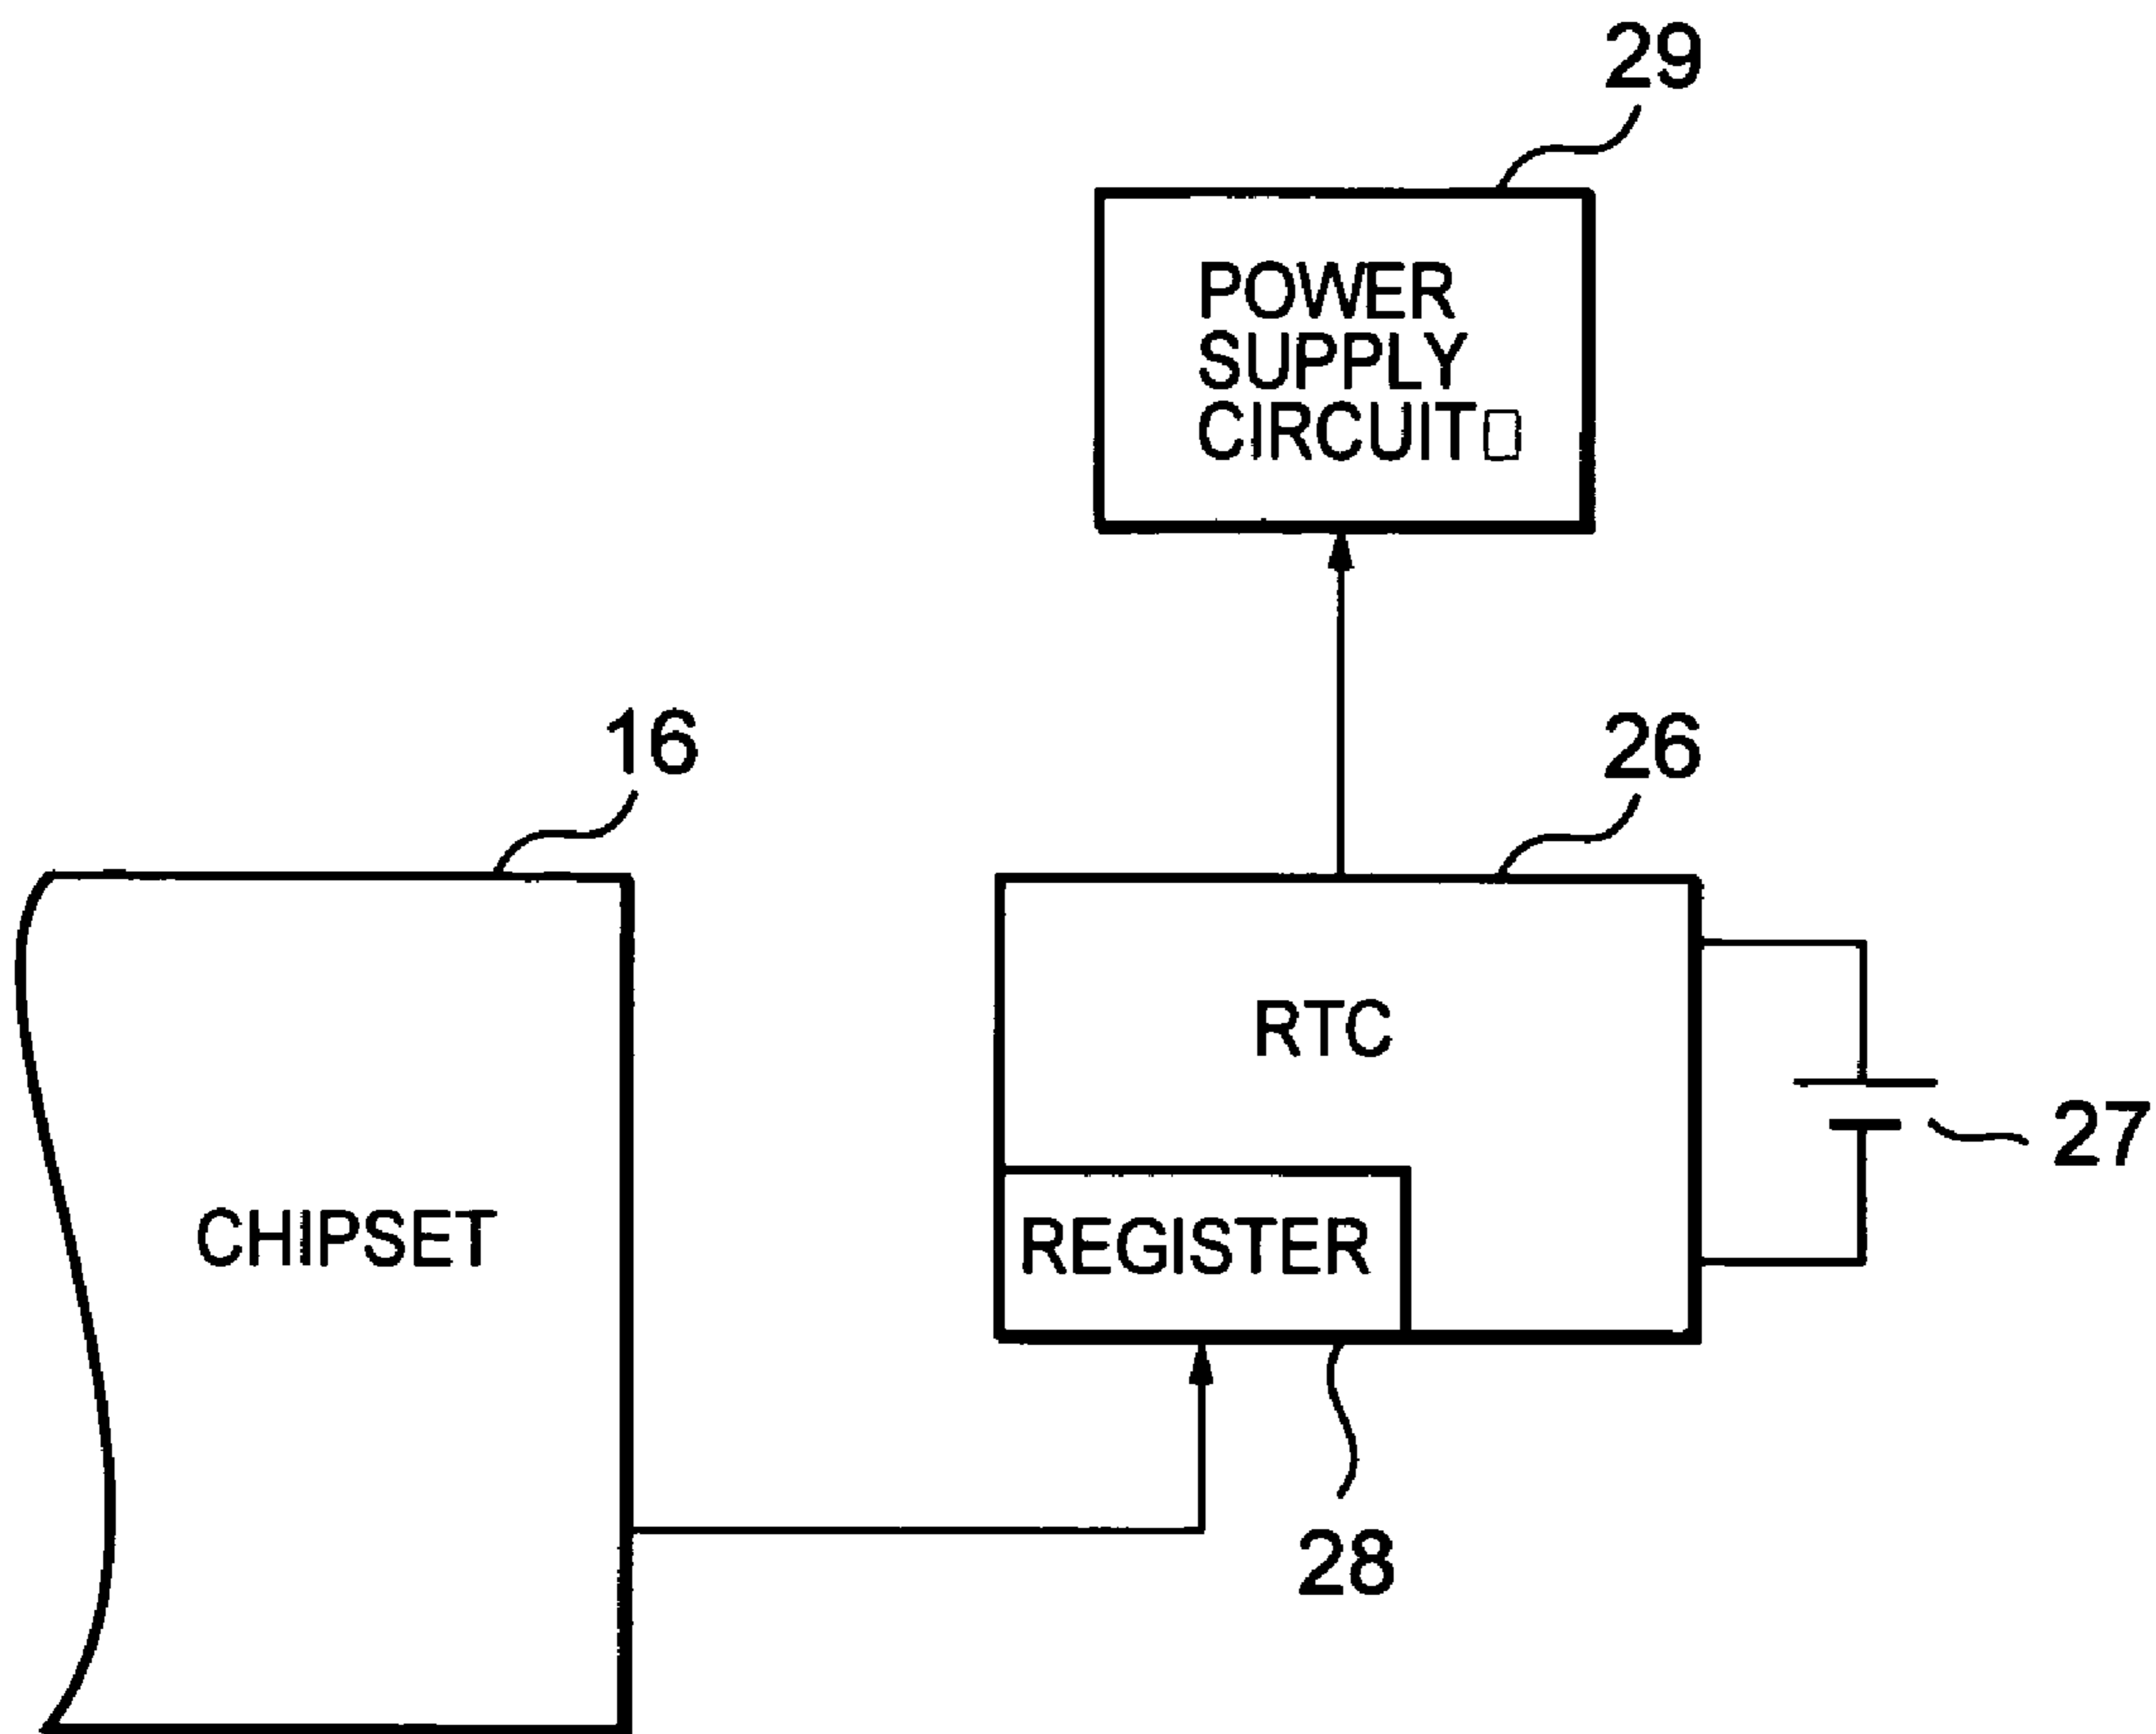 29
POWER
SUPPLY
CIRCUIT□
16
26
RTC
27
CHIPSET
REGISTER
28